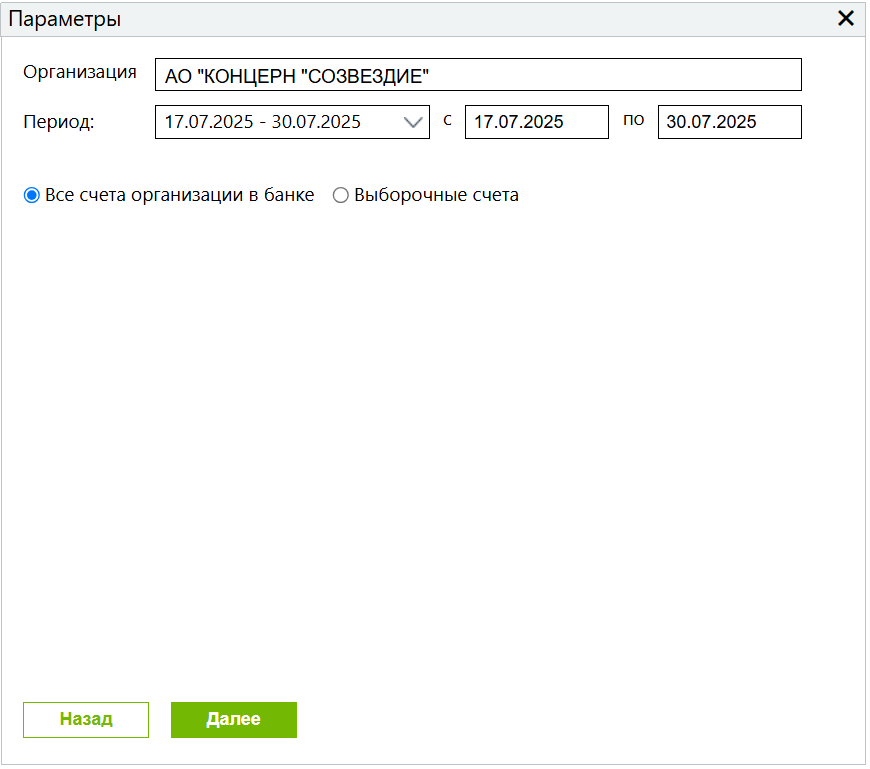 Параметры
Организация АО "КОНЦЕРН "СОЗВЕЗДИЕ"
Период: 17.07.2025 - 30.07.2025 с 17.07.2025 по 30.07.2025
Все счета организации в банке Выборочные счета
Назад Далее